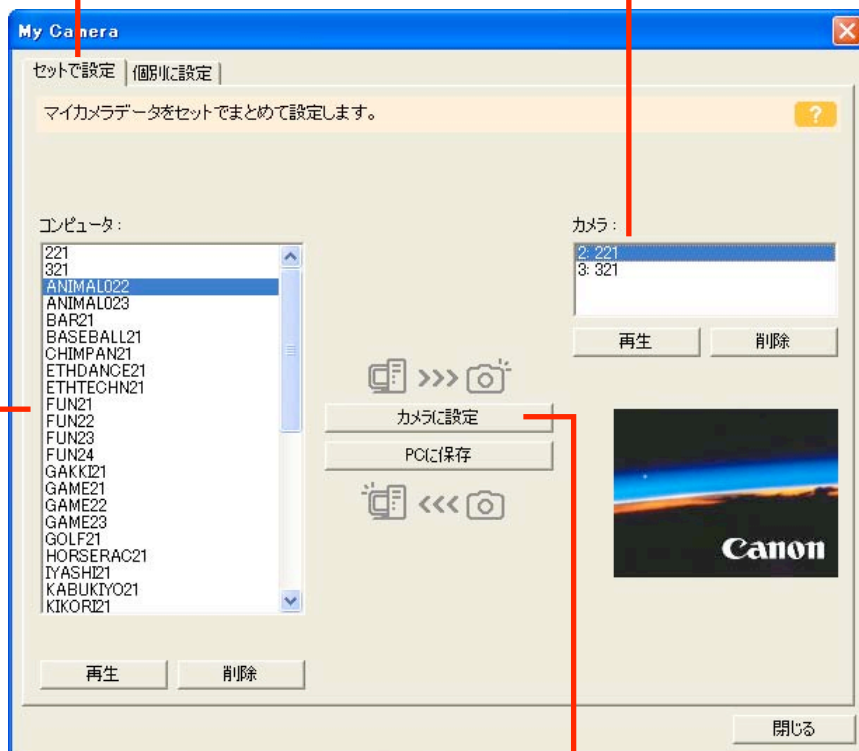 My Camera
セットで設定 個別に設定
マイカメラデータをセットでまとめて設定します。
?
コンピュータ:
221
321
ANIMAL022
ANIMAL023
BAR21
BASEBALL21
CHIMPAN21
ETHDANCE21
ETHTECHN21
FUN21
FUN22
FUN23
FUN24
GAKKI21
GAME21
GAME22
GAME23
GOLF21
HORSERAC21
IYASHI21
KABUKIYO21
KIKORI21
再生 削除
>>>
カメラに設定
PCに保存
<<<
カメラ:
2: 221
3: 321
再生 削除
Canon
閉じる